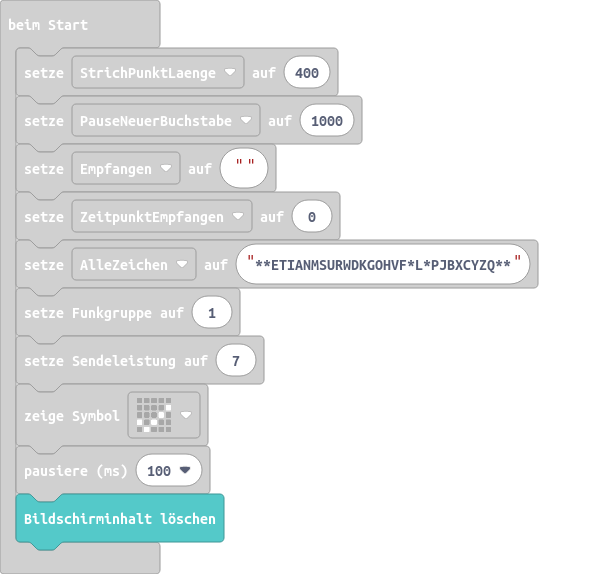 beim Start
setze StrichPunktLaenge auf 400
setze PauseNeuerBuchstabe auf 1000
setze Empfangen auf " "
setze ZeitpunktEmpfangen auf 0
setze AlleZeichen auf "**ETIANMSURWDKGOHVF*L*PJBXCYZQ**"
setze Funkgruppe auf 1
setze Sendeleistung auf 7
zeige Symbol
pausiere (ms) 100
Bildschirminhalt löschen